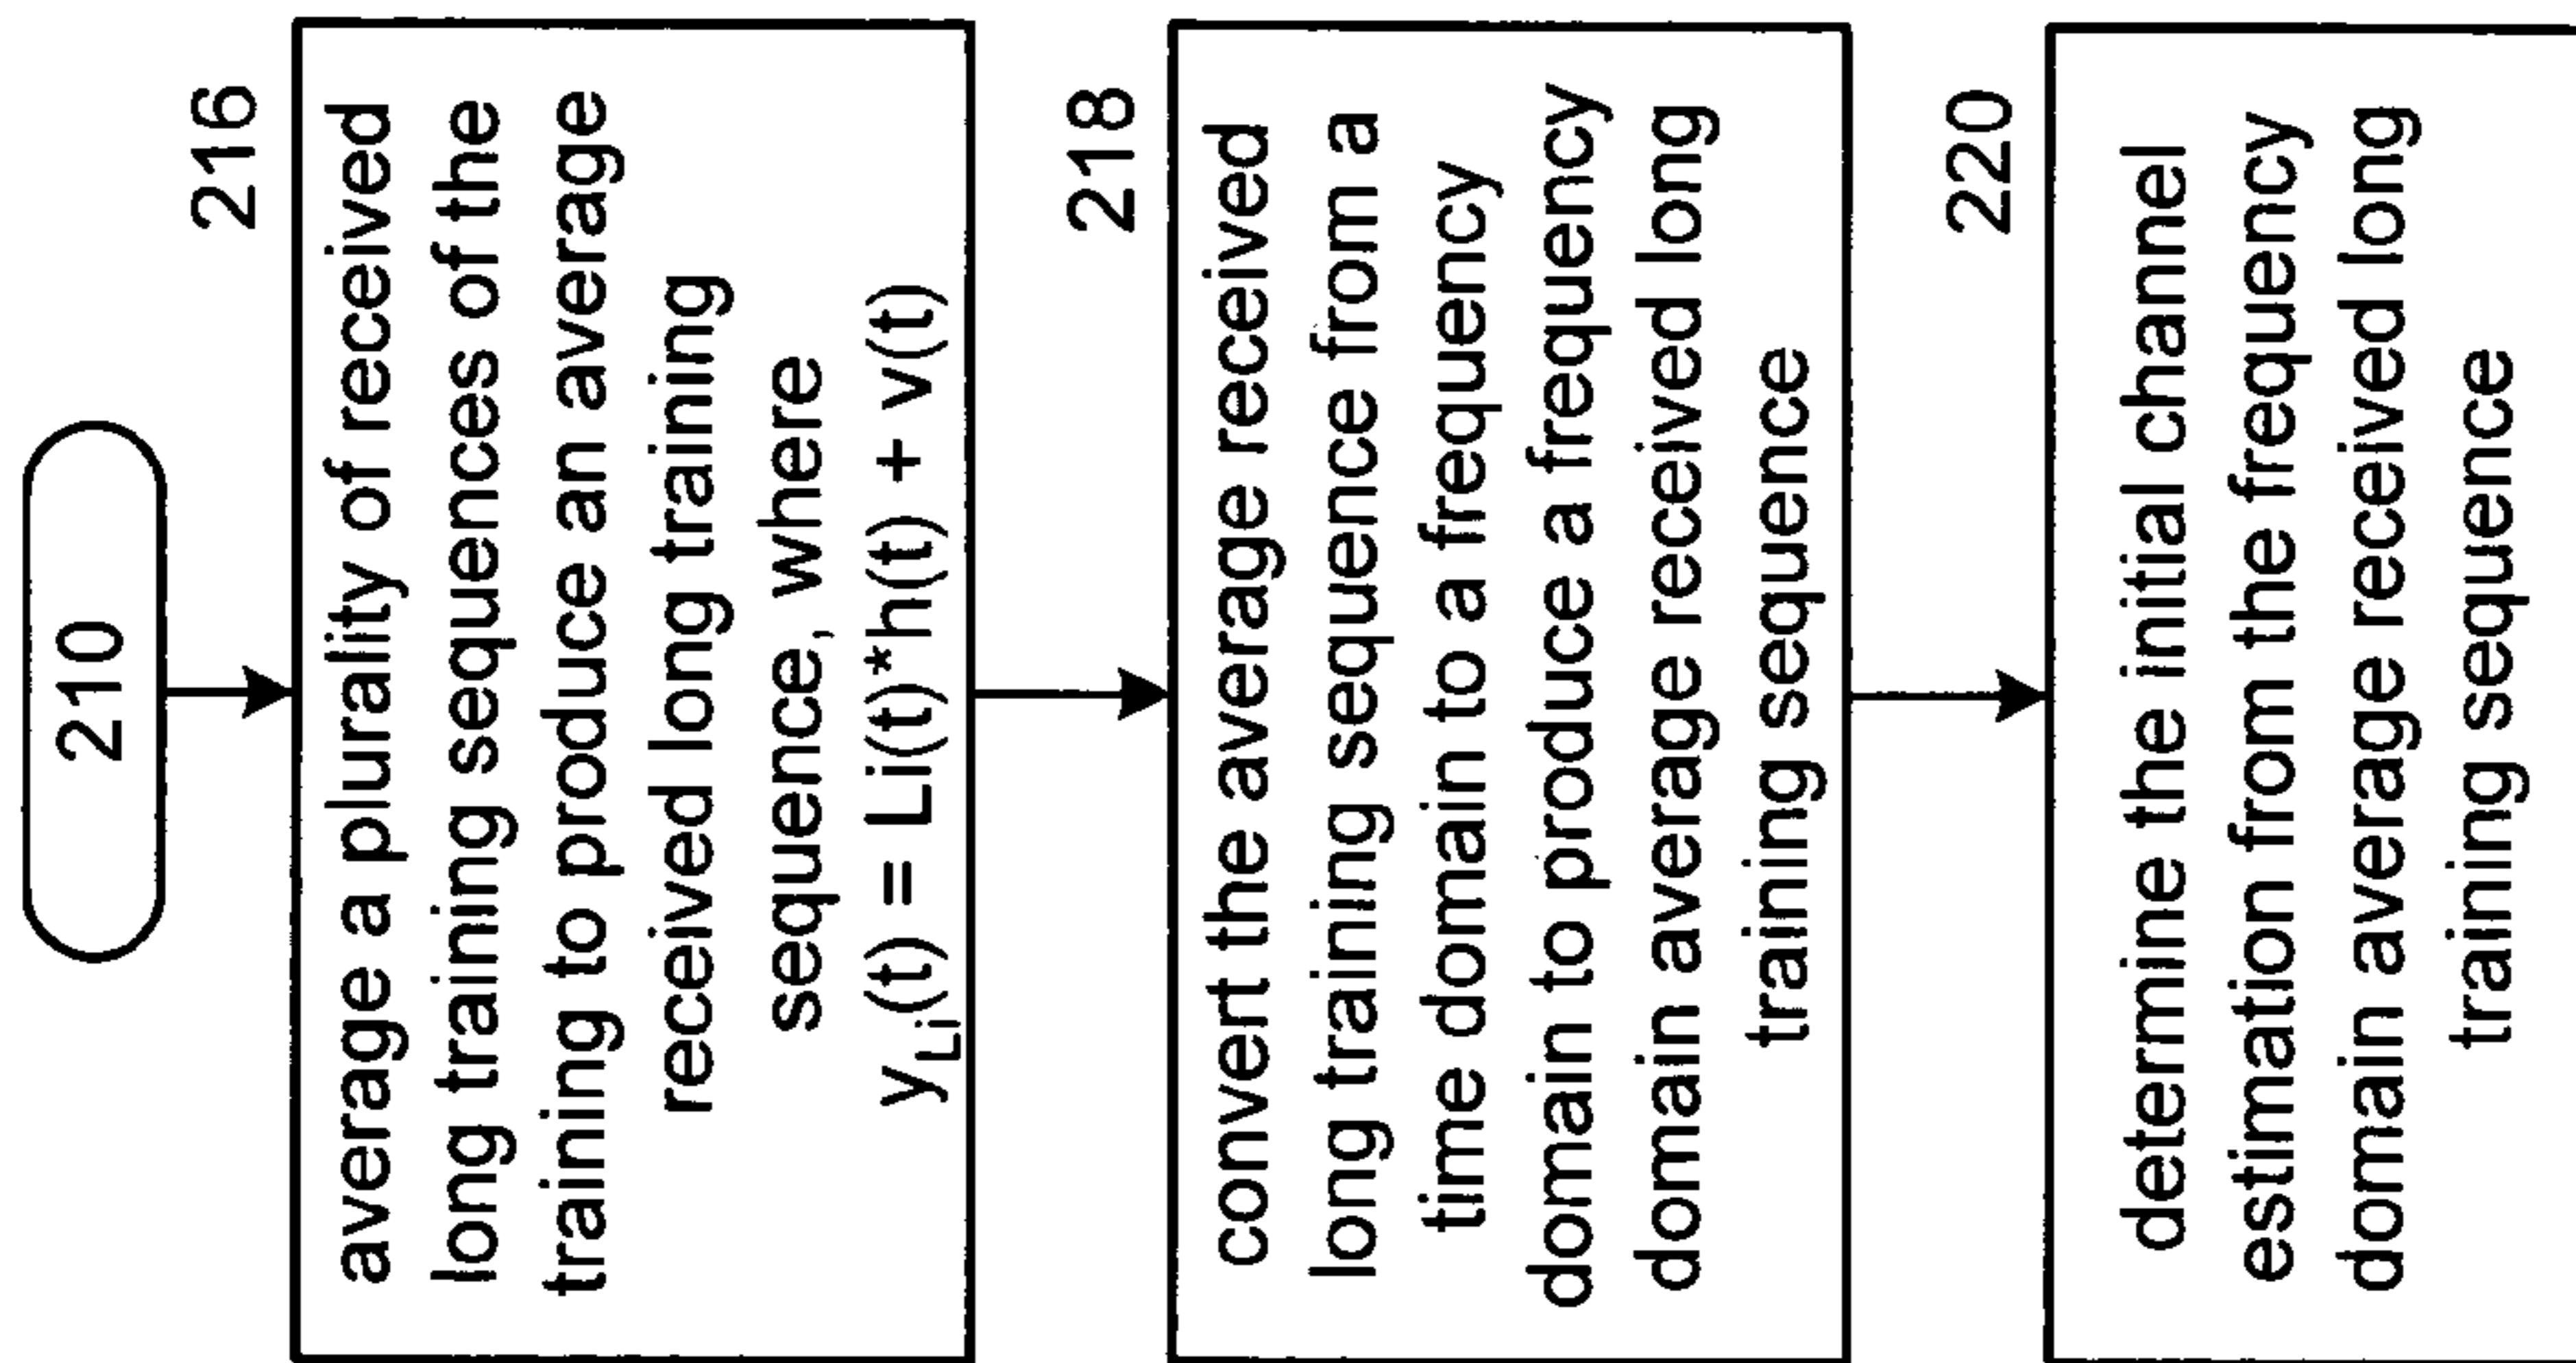 210
216
average a plurality of received
long training sequences of the
training to produce an average
received long training
sequence, where
y_Li(t) = Li(t)*h(t) + v(t)
218
convert the average received
long training sequence from a
time domain to a frequency
domain to produce a frequency
domain average received long
training sequence
220
determine the initial channel
estimation from the frequency
domain average received long
training sequence